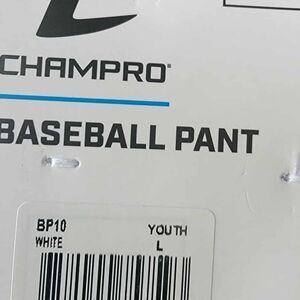 CHAMPRO®
BASEBALL PANT
BP10 YOUTH
WHITE L